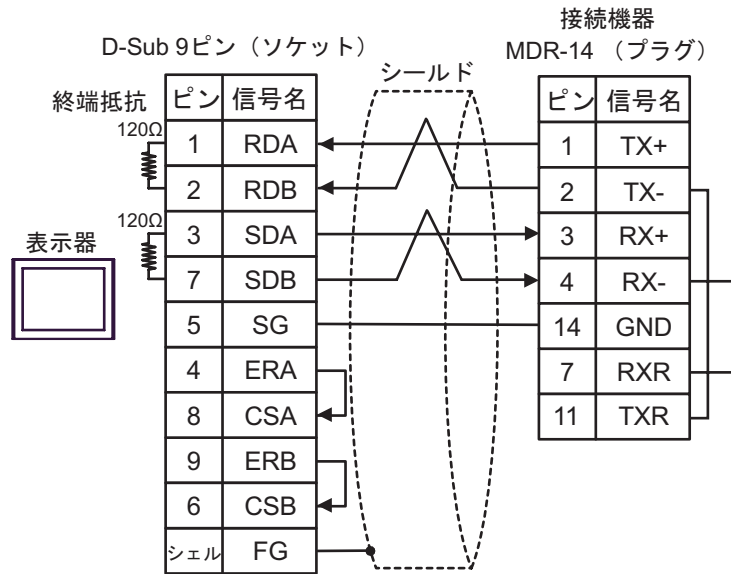 接続機器
D-Sub 9ピン（ソケット）
MDR-14 （プラグ）
シールド
終端抵抗
ピン 信号名
1 RDA
2 RDB
3 SDA
7 SDB
5 SG
4 ERA
8 CSA
9 ERB
6 CSB
シェル FG
120Ω
120Ω
表示器
ピン 信号名
1 TX+
2 TX-
3 RX+
4 RX-
14 GND
7 RXR
11 TXR